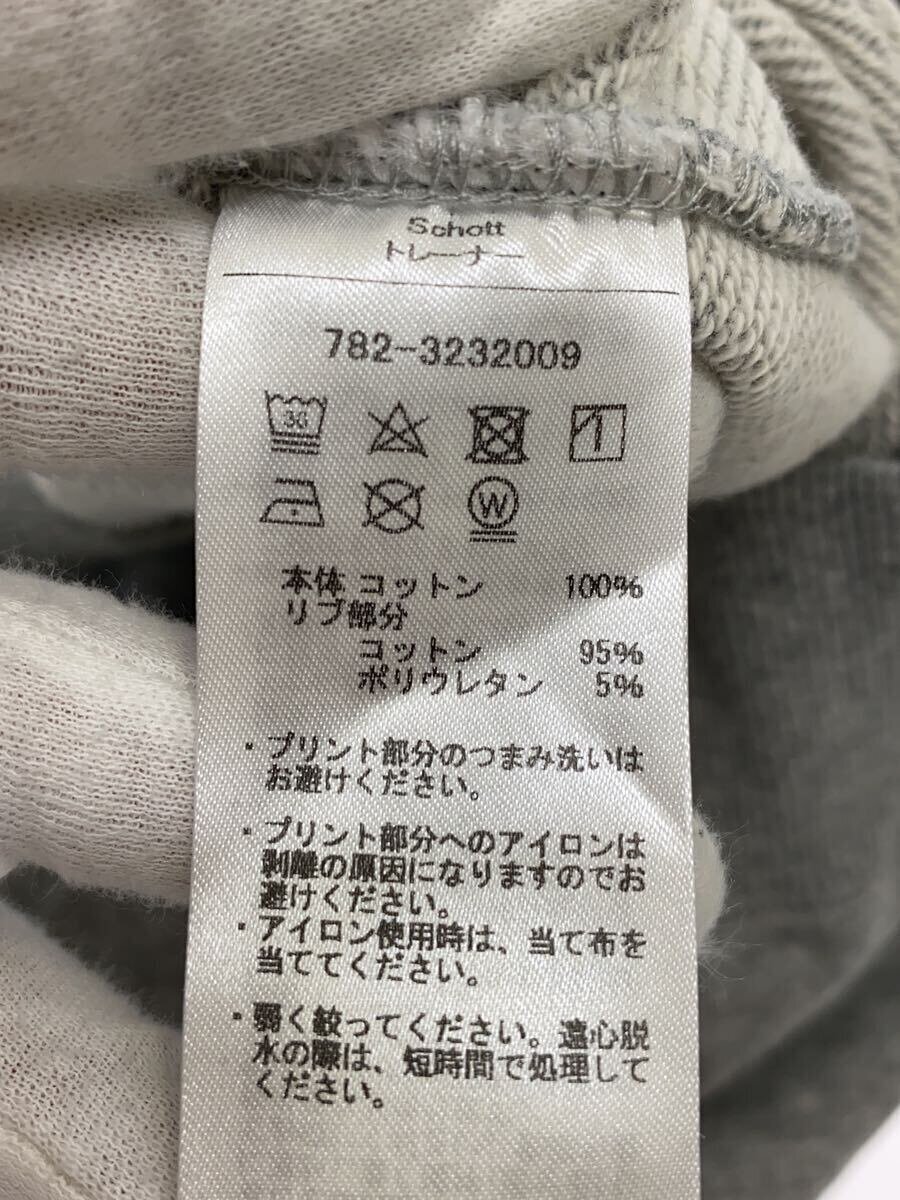 Schott
トレーナー
782-3232009
30
W
本体 コットン 100%
リブ部分
コットン 95%
ポリウレタン 5%
・プリント部分のつまみ洗いは
お避けください。
・プリント部分へのアイロンは
剥離の原因になりますのでお
避けください。
・アイロン使用時は、当て布を
当ててください。
・弱く絞ってください。遠心脱
水の際は、短時間で処理して
ください。